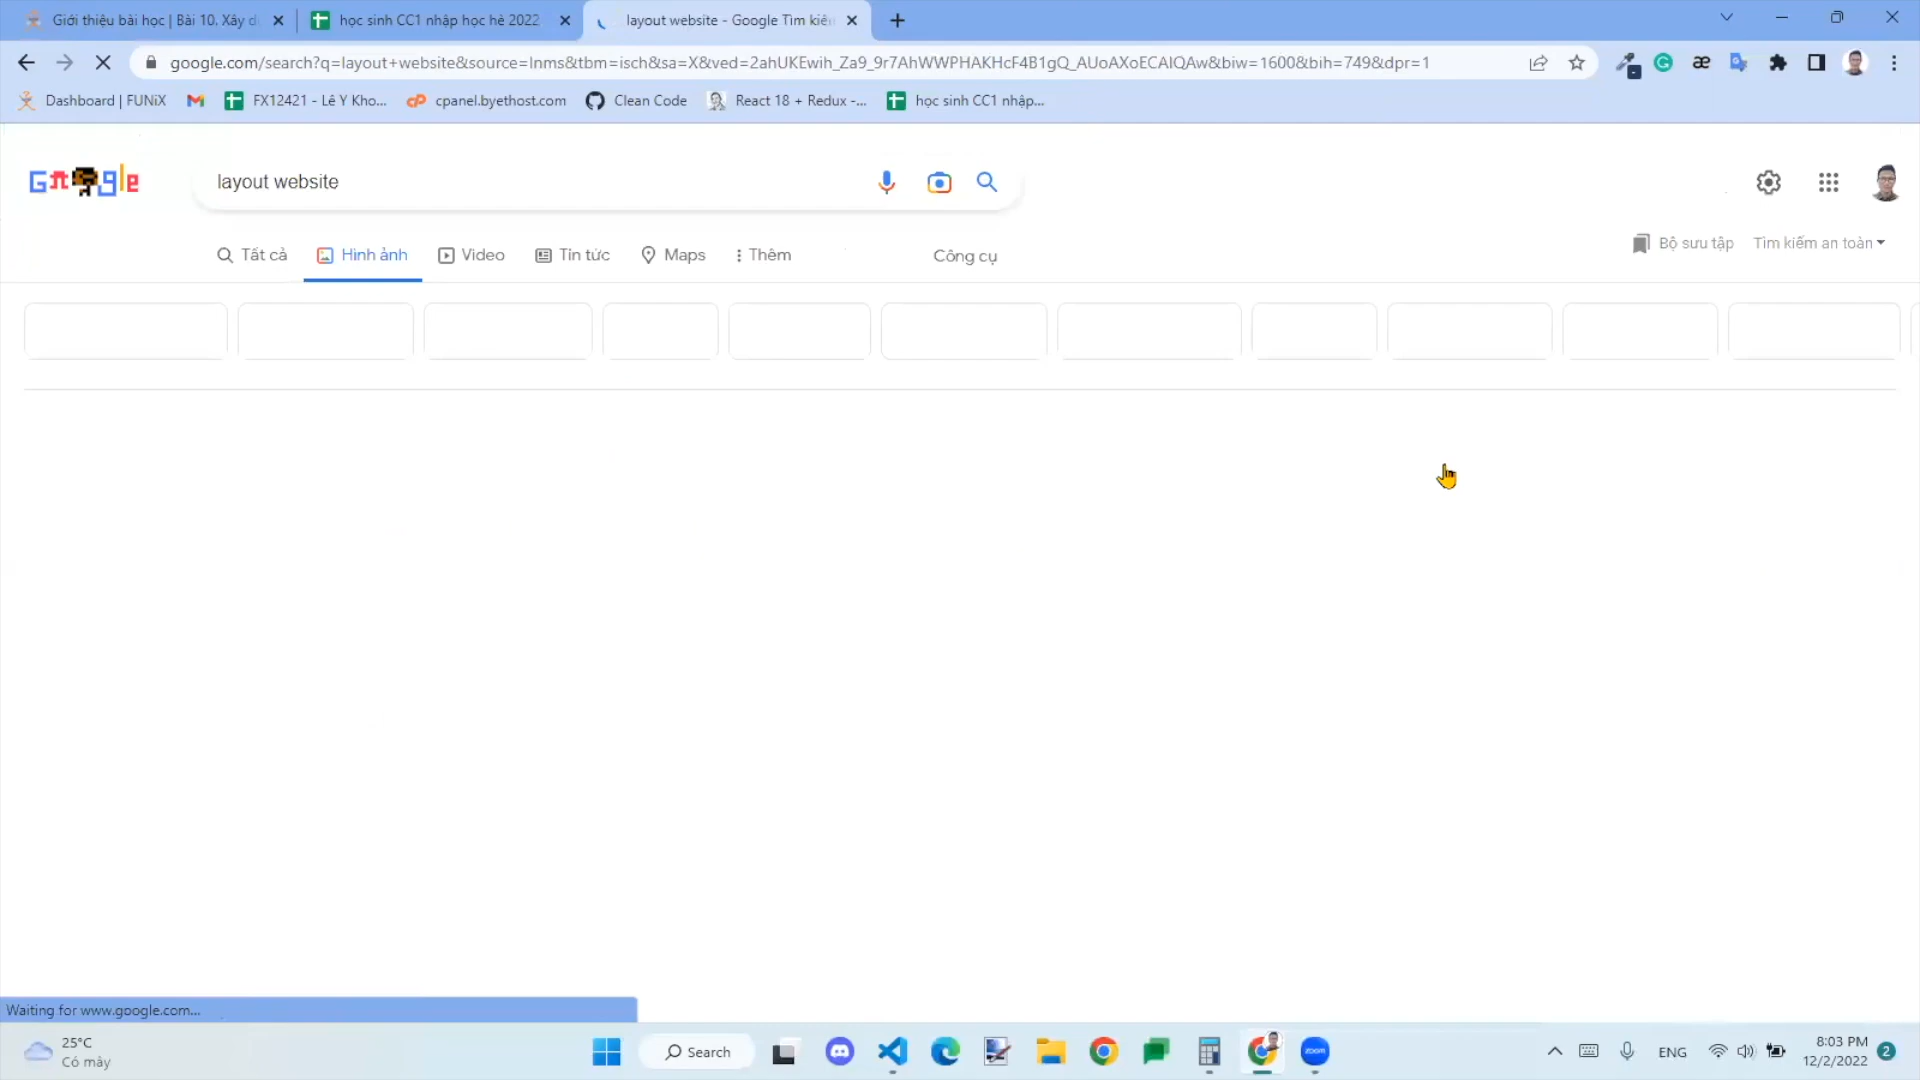 Giới thiệu bài học | Bài 10. Xây d
học sinh CC1 nhập học hè 2022
layout website - Google Tìm kiế
google.com/search?q=layout+website&source=lnms&tbm=isch&sa=X&ved=2ahUKEwih_Za9_9r7AhWWPHAKHcF4B1gQ_AUoAXoECAIQAw&biw=1600&bih=749&dpr=1
Dashboard | FUNiX
FX12421 - Lê Y Kho...
cpanel.byethost.com
Clean Code
React 18 + Redux -...
học sinh CC1 nhập...
layout website
Tất cả
Hình ảnh
Video
Tin tức
Maps
Thêm
Công cụ
Bộ sưu tập
Tìm kiếm an toàn
Waiting for www.google.com...
25°C
Có mây
Search
zoom
ENG
8:03 PM
12/2/2022
2